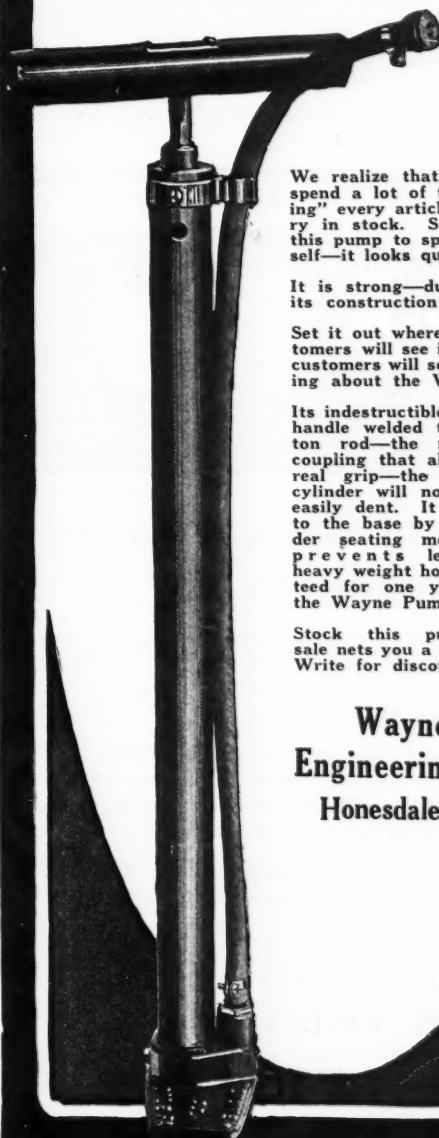 We realize that
spend a lot of
ing" every artic
ry in stock. S
this pump to sp
self—it looks qu
It is strong—du
its construction
Set it out where
tomers will see i
customers will s
ing about the
Its indestructible
handle welded t
ton rod—the
coupling that al
real grip—the
cylinder will no
easily dent. It
to the base by
der seating m
prevents le
heavy weight ho
teed for one y
the Wayne Pum
Stock this pu
sale nets you a
Write for disco
Wayne
Engineerin
Honesdale